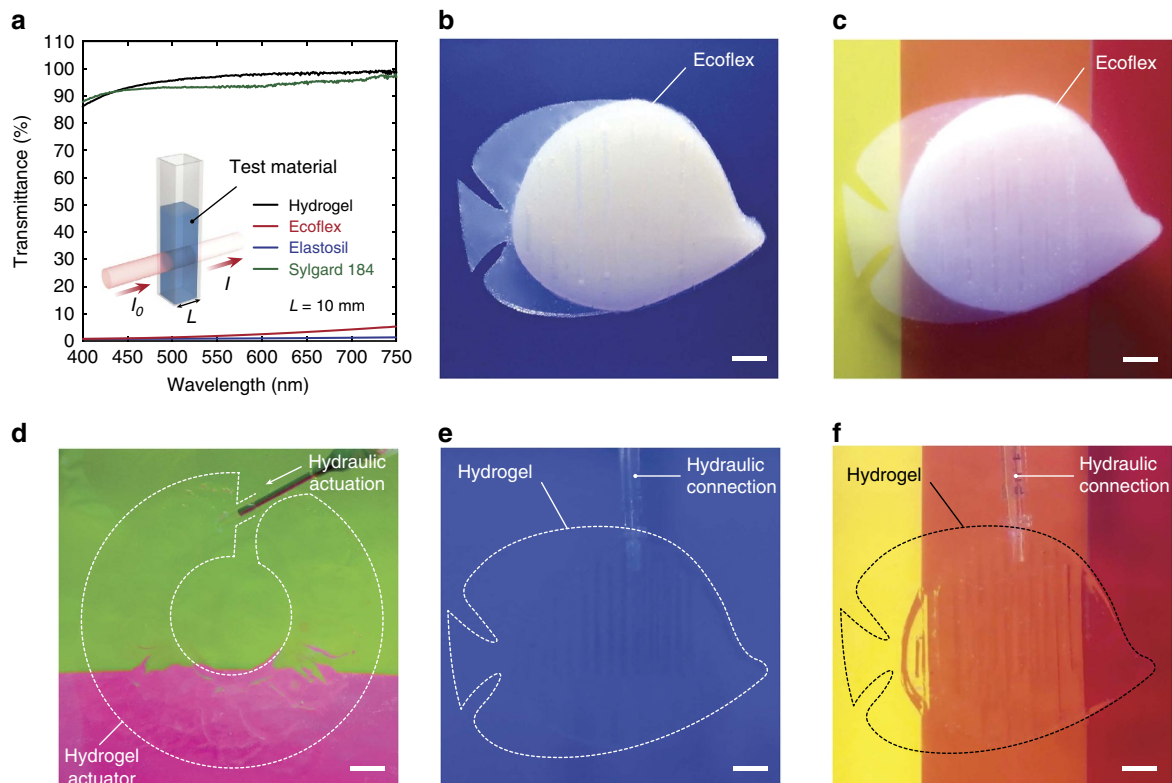 a
110
100
90
80
70
60
50
40
30
20
10
0
Transmittance (%)
400 450 500 550 600 650 700 750
Wavelength (nm)
Test material
Hydrogel
Ecoflex
Elastosil
Sylgard 184
I0
I
L
L = 10 mm
b
Ecoflex
c
Ecoflex
d
Hydraulic
actuation
Hydrogel
actuator
e
Hydrogel
Hydraulic
connection
f
Hydrogel
Hydraulic
connection